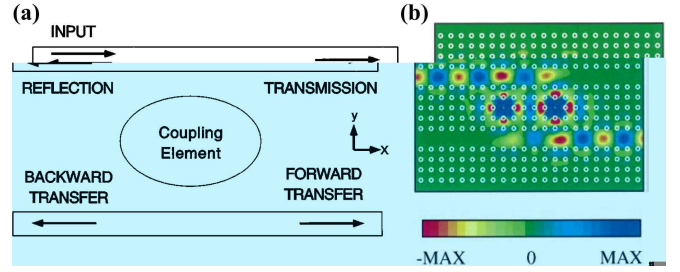 (a)
INPUT
REFLECTION
TRANSMISSION
Coupling
Element
y
x
BACKWARD
TRANSFER
FORWARD
TRANSFER
(b)
-MAX 0 MAX